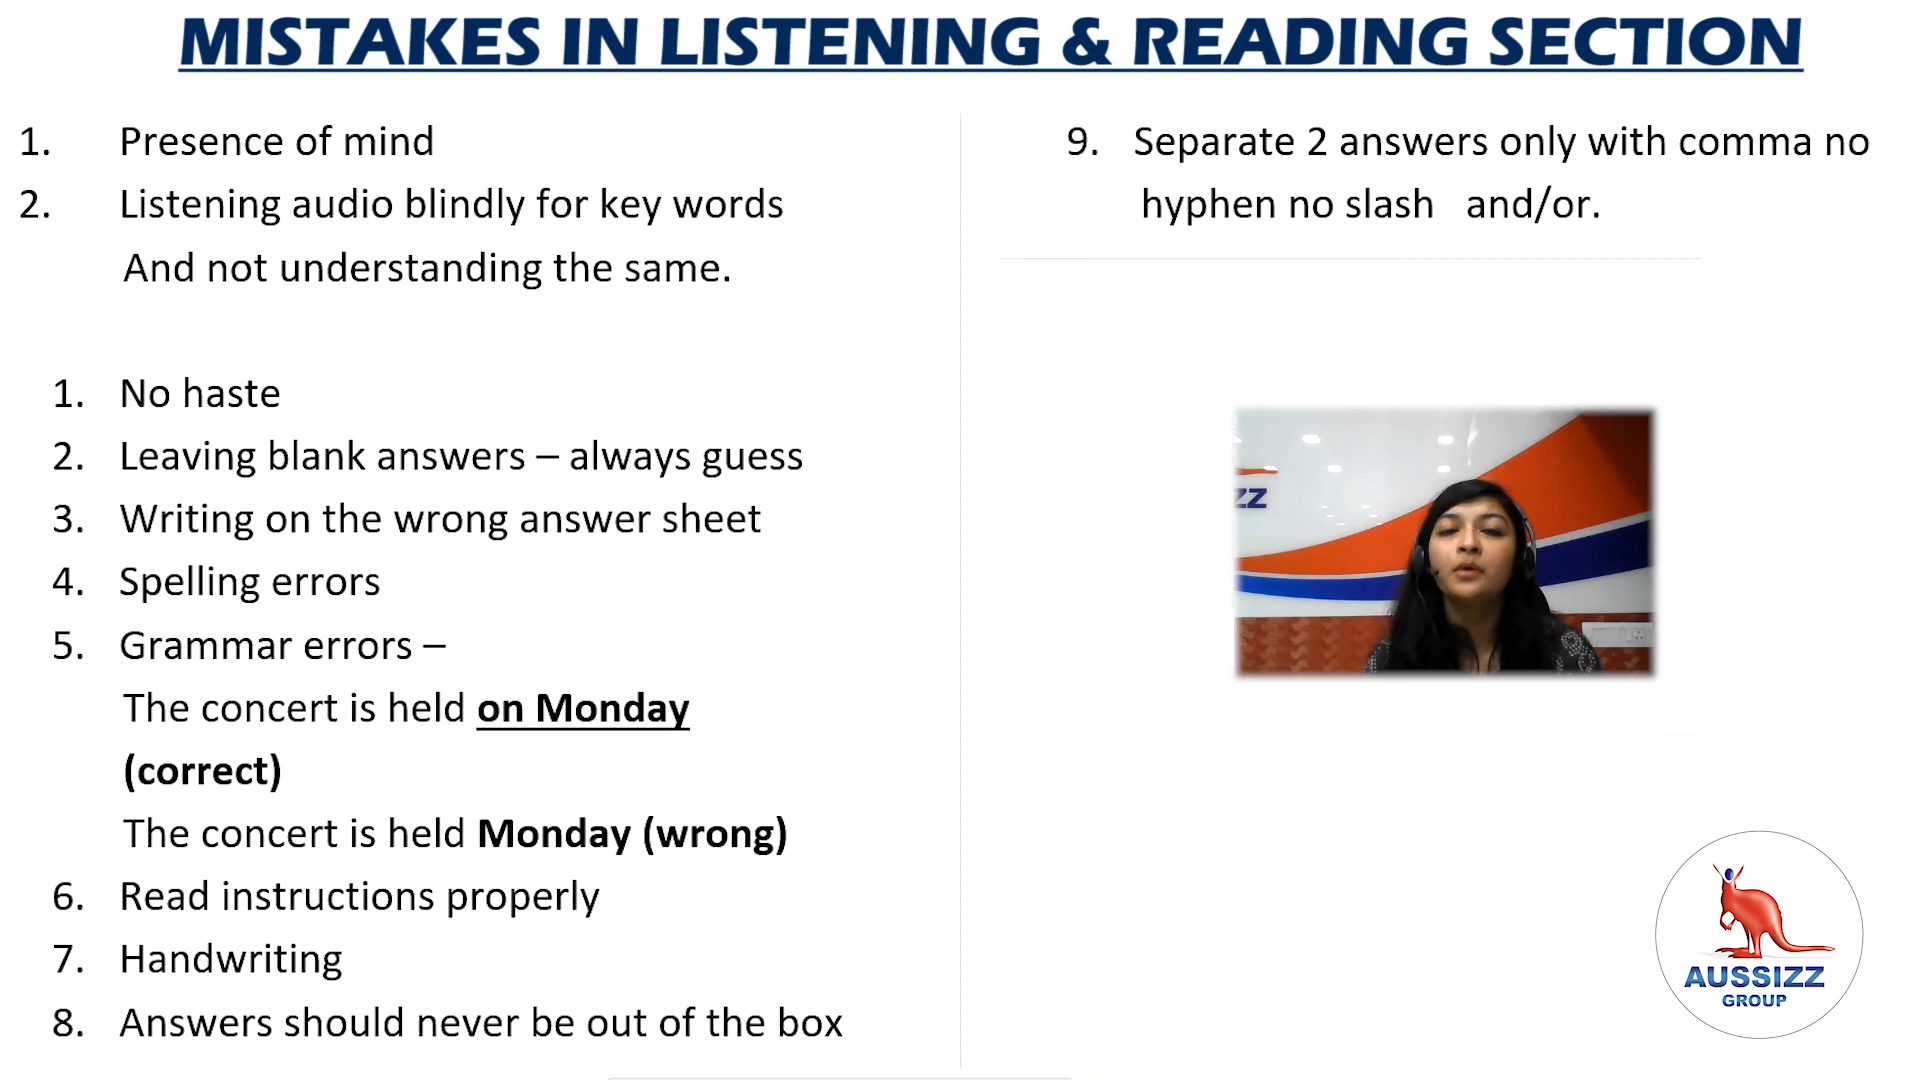 MISTAKES IN LISTENING & READING SECTION
1. Presence of mind
2. Listening audio blindly for key words
And not understanding the same.
1. No haste
2. Leaving blank answers – always guess
3. Writing on the wrong answer sheet
4. Spelling errors
5. Grammar errors –
The concert is held on Monday
(correct)
The concert is held Monday (wrong)
6. Read instructions properly
7. Handwriting
8. Answers should never be out of the box
9. Separate 2 answers only with comma no
hyphen no slash and/or.
ZZ
AUSSIZZ
GROUP